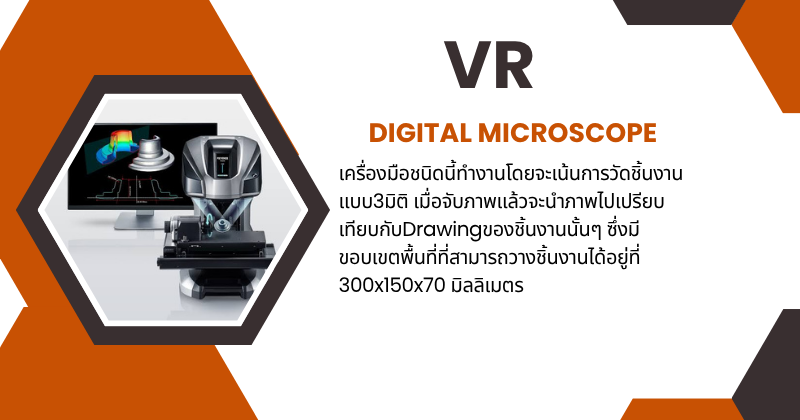 VR
DIGITAL MICROSCOPE
เครื่องมือชนิดนี้ทำงานโดยจะเน้นการวัดชิ้นงาน
แบบ3มิติ เมื่อจับภาพแล้วจะนำภาพไปเปรียบ
เทียบกับDrawingของชิ้นงานนั้นๆ ซึ่งมี
ขอบเขตพื้นที่ที่สามารถวางชิ้นงานได้อยู่ที่
300x150x70 มิลลิเมตร